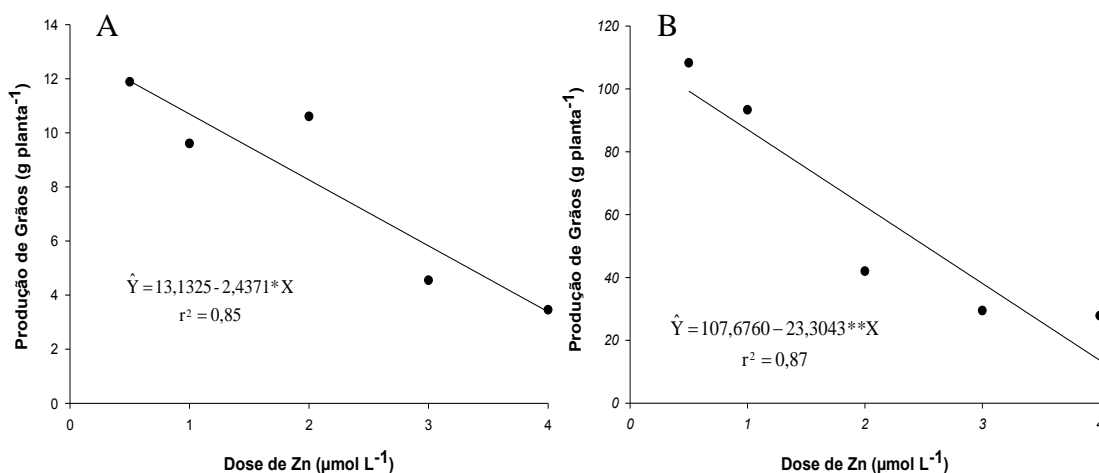 A
Produção de Grãos (g planta⁻¹)
14
12
10
8
6
4
2
0
Ŷ = 13,1325 - 2,4371* X
r² = 0,85
0 1 2 3 4
Dose de Zn (µmol L⁻¹)
B
Produção de Grãos (g planta⁻¹)
120
100
80
60
40
20
0
Ŷ = 107,6760 – 23,3043**X
r² = 0,87
0 1 2 3 4
Dose de Zn (µmol L⁻¹)